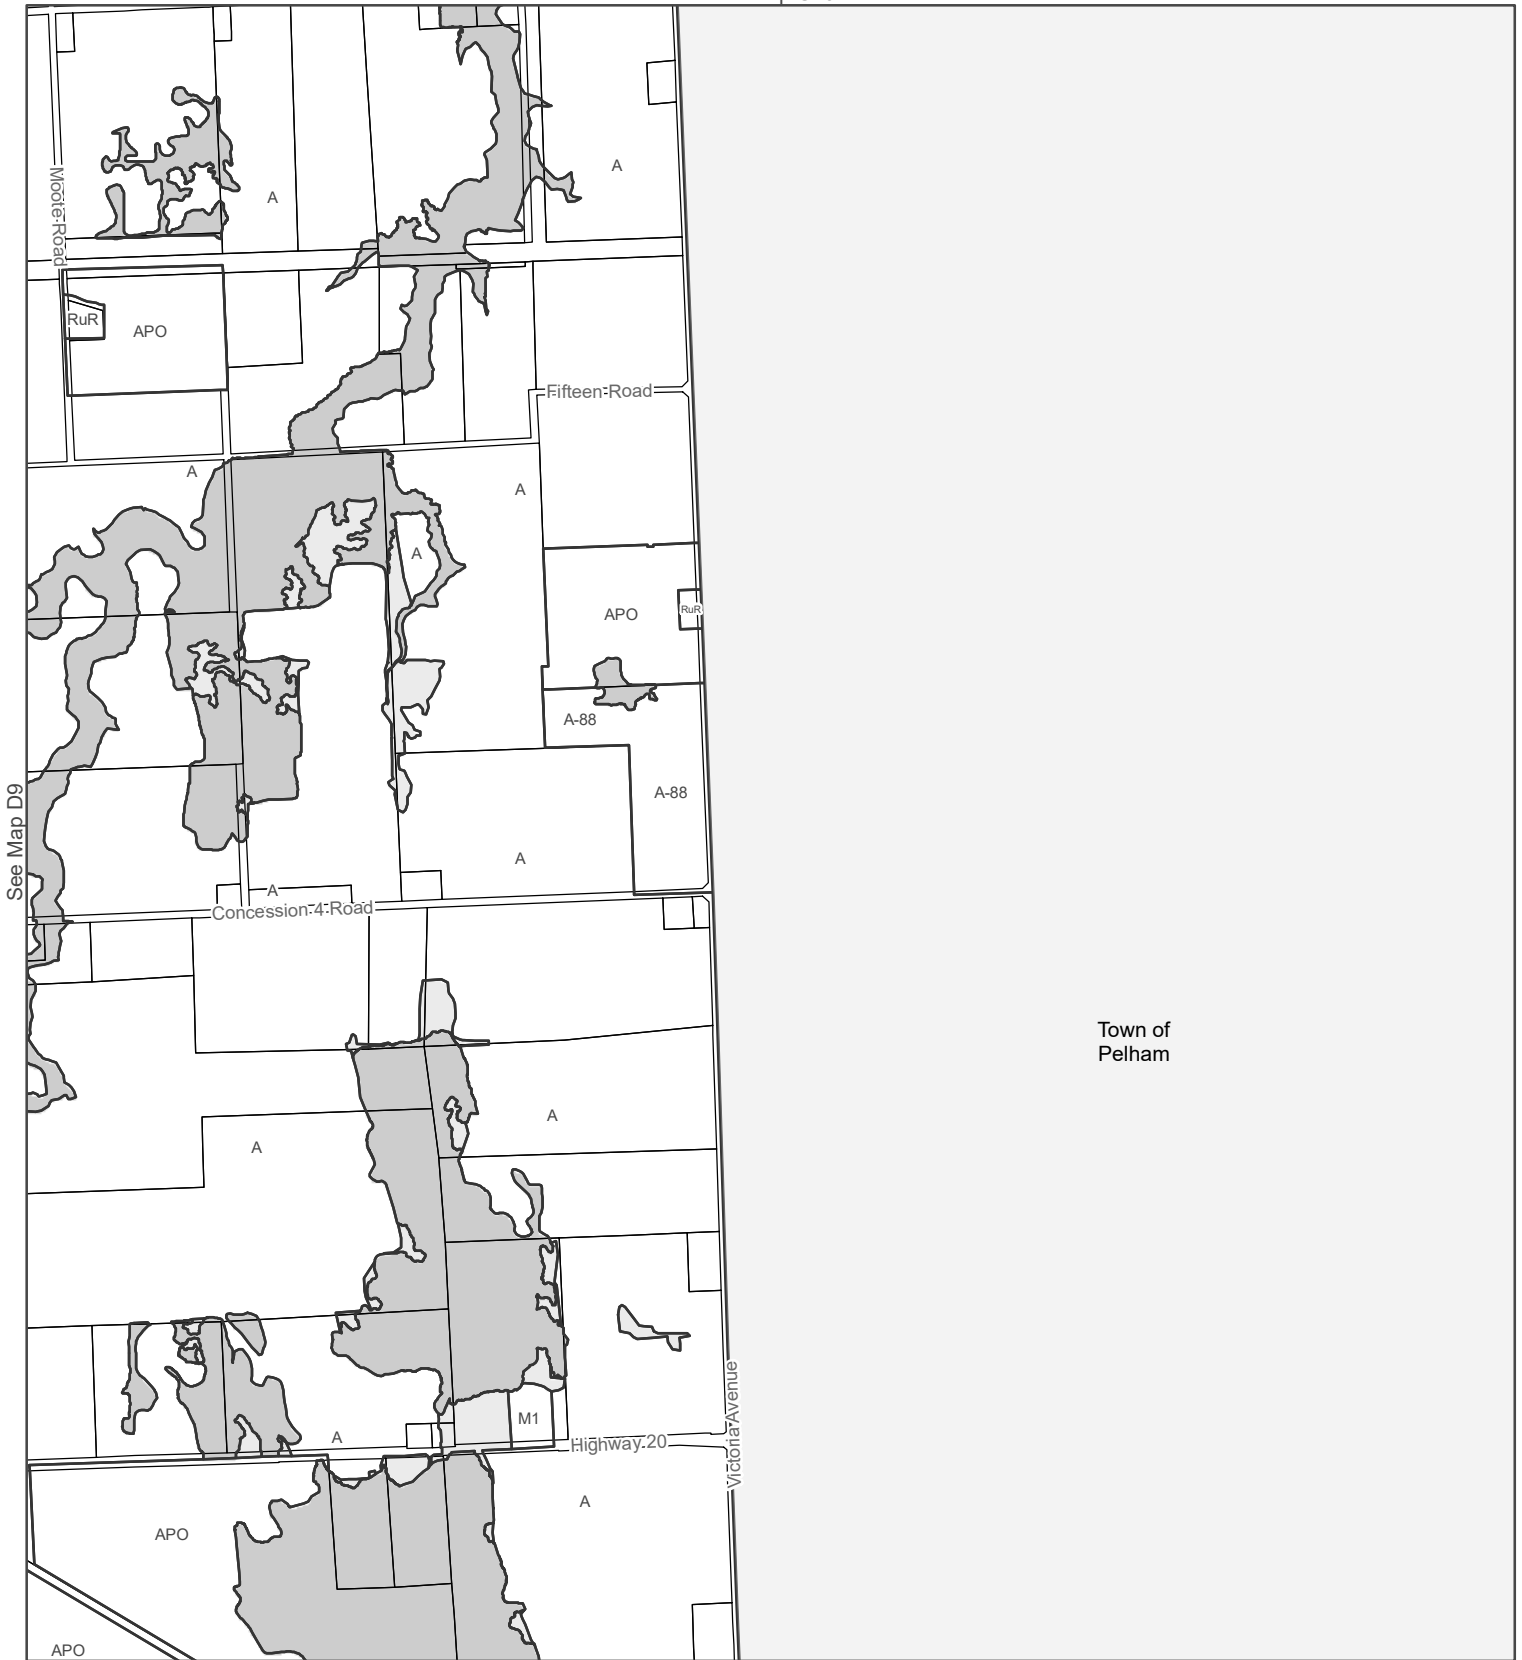 A
A
Moote Road
RuR
APO
Fifteen Road
A
A
A
APO
RuR
A-88
A-88
See Map D9
A
A
Concession 4 Road
Town of
Pelham
A
A
Victoria Avenue
M1
A
Highway 20
A
APO
APO